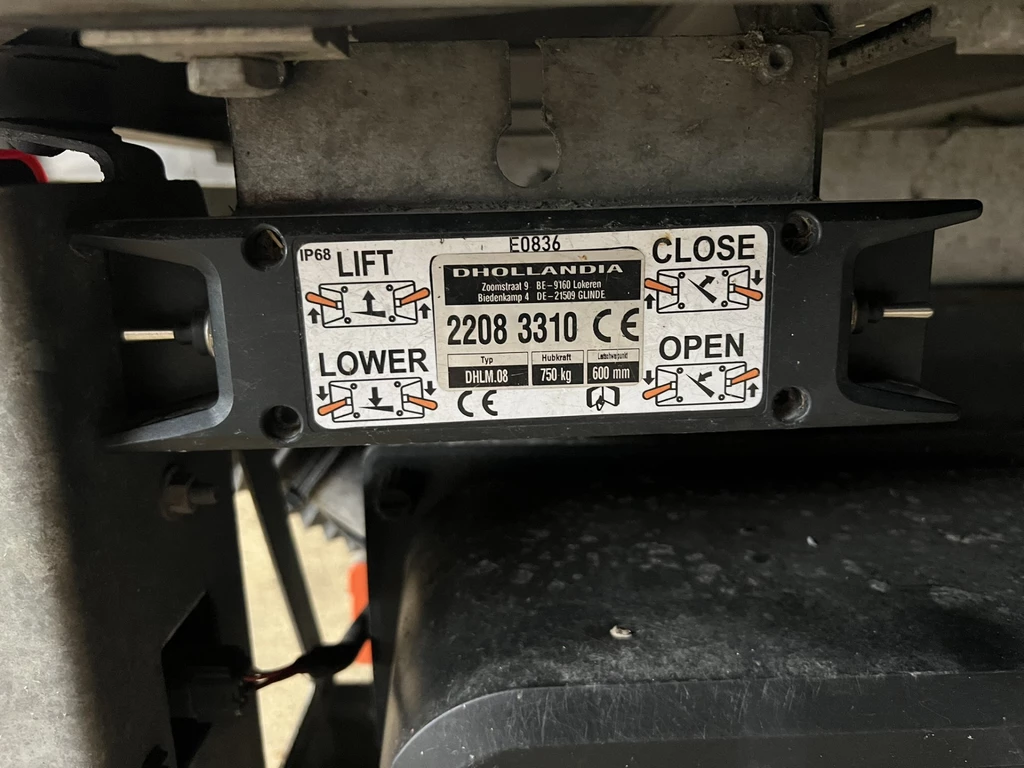 E0836
IP68
LIFT
CLOSE
DHOLLANDIA
Zoomstraat 9 BE-9160 Lokeren
Biedenkamp 4 DE-21509 GLINDE
2208 3310 CE
LOWER
OPEN
Typ Hubkraft Lastschwerpunkt
DHLM.08 750 kg 600 mm
CE